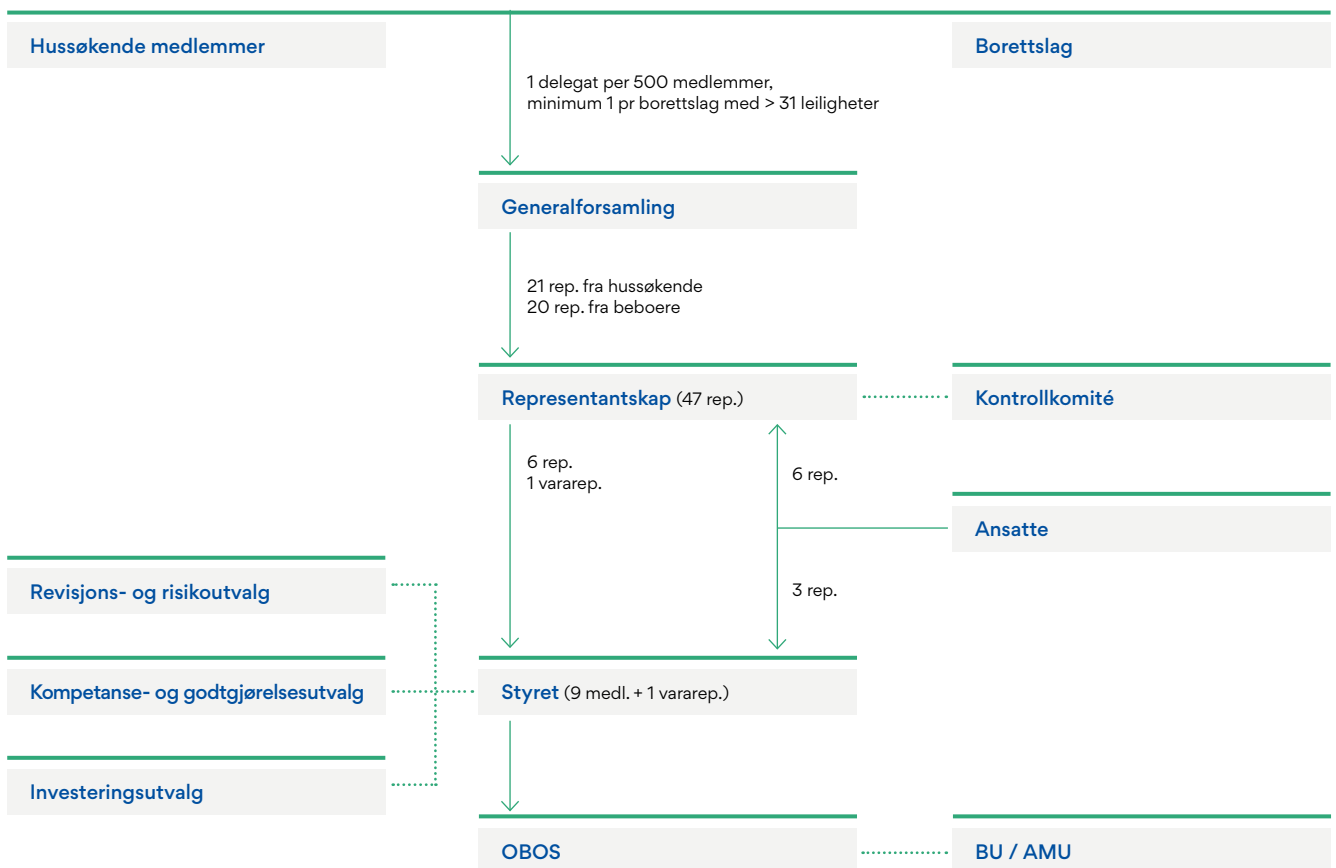 Hussøkende medlemmer
Borettslag
1 delegat per 500 medlemmer,
minimum 1 pr borettslag med > 31 leiligheter
Generalforsamling
21 rep. fra hussøkende
20 rep. fra beboere
Representantskap (47 rep.)
Kontrollkomité
6 rep.
1 vararep.
6 rep.
Ansatte
3 rep.
Revisjons- og risikoutvalg
Kompetanse- og godtgjørelsesutvalg
Styret (9 medl. + 1 vararep.)
Investeringsutvalg
OBOS
BU / AMU